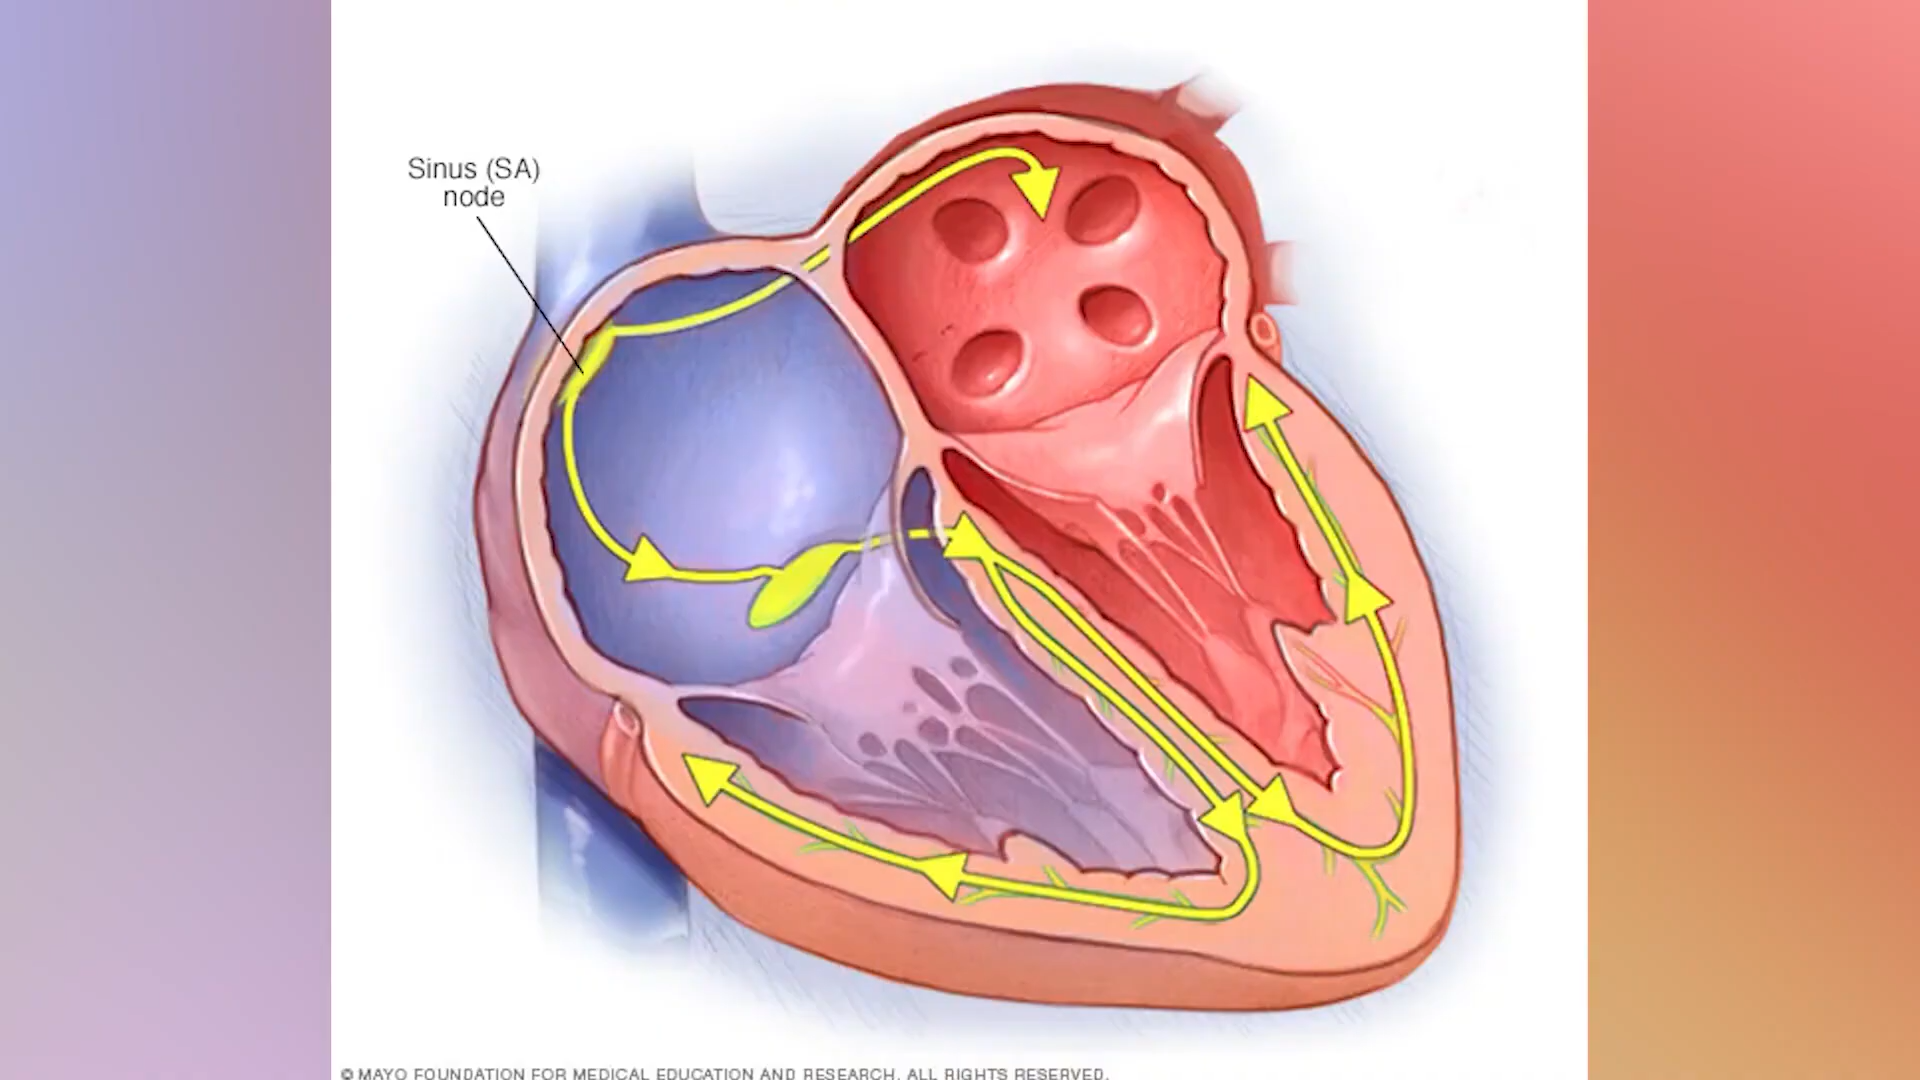 Sinus (SA)
node
© MAYO FOUNDATION FOR MEDICAL EDUCATION AND RESEARCH. ALL RIGHTS RESERVED.